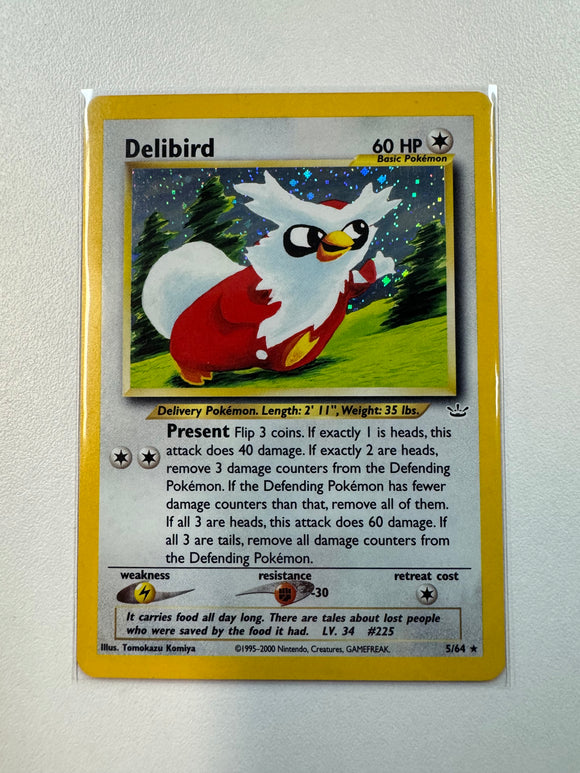 Delibird 60 HP
Basic Pokémon
Delivery Pokémon. Length: 2' 11", Weight: 35 lbs.
Present Flip 3 coins. If exactly 1 is heads, this
attack does 40 damage. If exactly 2 are heads,
remove 3 damage counters from the Defending
Pokémon. If the Defending Pokémon has fewer
damage counters than that, remove all of them.
If all 3 are heads, this attack does 60 damage. If
all 3 are tails, remove all damage counters from
the Defending Pokémon.
weakness resistance retreat cost
-30
It carries food all day long. There are tales about lost people
who were saved by the food it had. LV. 34 #225
Illus. Tomokazu Komiya ©1995-2000 Nintendo, Creatures, GAMEFREAK. 5/64 ★